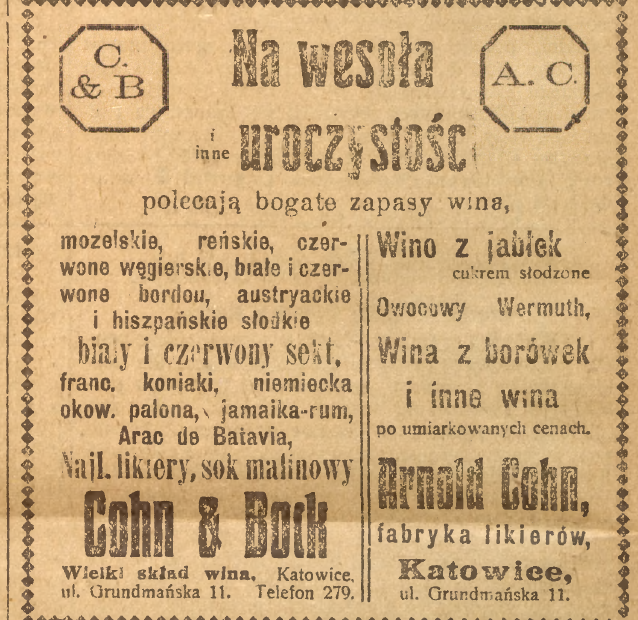 C.
& B
A. C.
Na wesoła
i
inne
uroczystośc
polecają bogate zapasy wina,
mozelskie, reńskie, czer-
wone węgierskie, białe i czer-
wone bordou, austryackie
i hiszpańskie słodkie
biały i czerwony sekt,
franc. koniaki, niemiecka
okow. palona, jamaika-rum,
Arac de Batavia,
Najl. likiery, sok malinowy
Cohn & Boik
Wielki skład wina, Katowice,
ul. Grundmańska 11. Telefon 279.
Wino z jabłek
cukrem słodzone
Owocowy Wermuth,
Wina z borówek
i inne wina
po umiarkowanych cenach.
Arnold Cohn,
fabryka likierów,
Katowice,
ul. Grundmańska 11.